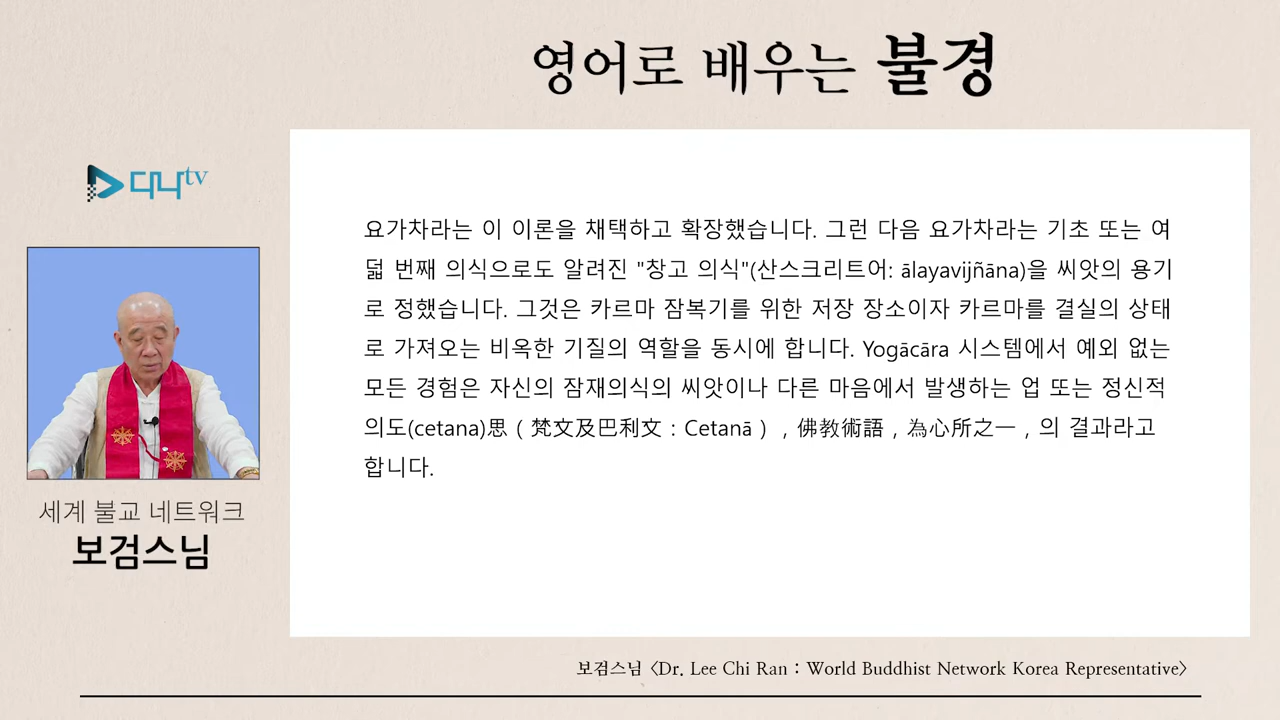 영어로 배우는 불경
디나tv
요가차라는 이 이론을 채택하고 확장했습니다. 그런 다음 요가차라는 기초 또는 여
덟 번째 의식으로도 알려진 "창고 의식"(산스크리트어: ālayavijñāna)을 씨앗의 용기
로 정했습니다. 그것은 카르마 잠복기를 위한 저장 장소이자 카르마를 결실의 상태
로 가져오는 비옥한 기질의 역할을 동시에 합니다. Yogācāra 시스템에서 예외 없는
모든 경험은 자신의 잠재의식의 씨앗이나 다른 마음에서 발생하는 업 또는 정신적
의도(cetana)思（梵文及巴利文：Cetanā），佛教術語，為心所之一，의 결과라고
합니다.
세계 불교 네트워크
보검스님
보검스님 <Dr. Lee Chi Ran : World Buddhist Network Korea Representative>